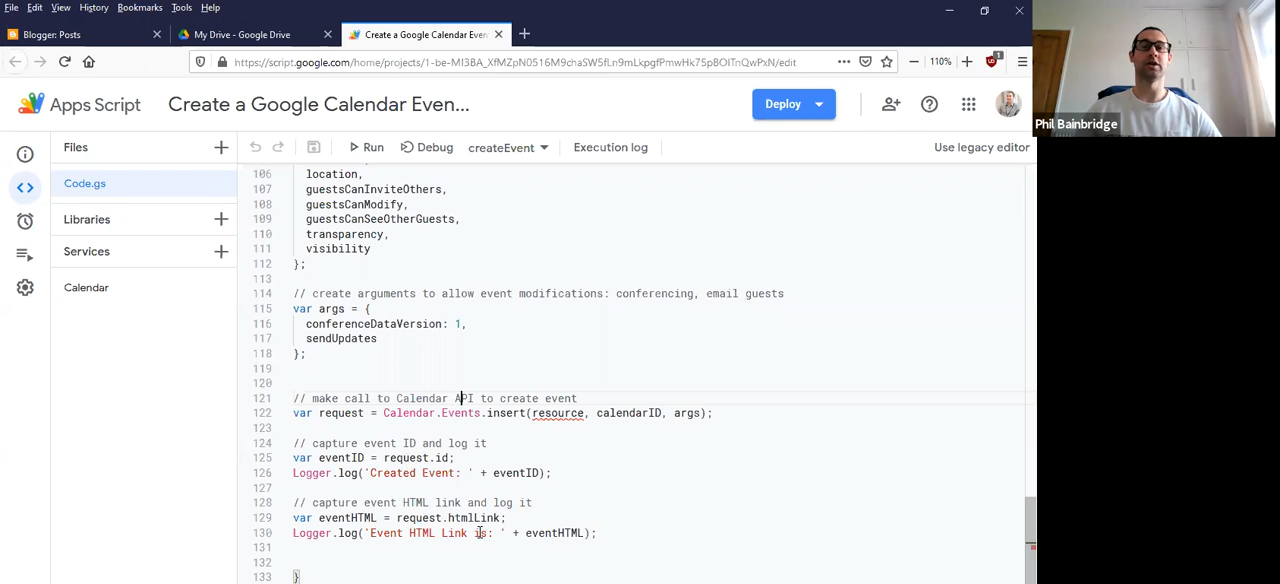 File Edit View History Bookmarks Tools Help
Blogger: Posts
My Drive - Google Drive
Create a Google Calendar Even
https://script.google.com/home/projects/1-be-MI3BA_XfMZpN0516M9chaSW5fLn9mLkpgfPmwHk75pBOITnQwPxN/edit
110%
1
Apps Script
Create a Google Calendar Even...
Deploy
Phil Bainbridge
Files
Run
Debug
createEvent
Execution log
Use legacy editor
Code.gs
Libraries
Services
Calendar
106 location,
107 guestsCanInviteOthers,
108 guestsCanModify,
109 guestsCanSeeOtherGuests,
110 transparency,
111 visibility
112 };
113
114 // create arguments to allow event modifications: conferencing, email guests
115 var args = {
116 conferenceDataVersion: 1,
117 sendUpdates
118 };
119
120
121 // make call to Calendar API to create event
122 var request = Calendar.Events.insert(resource, calendarID, args);
123
124 // capture event ID and log it
125 var eventID = request.id;
126 Logger.log('Created Event: ' + eventID);
127
128 // capture event HTML link and log it
129 var eventHTML = request.htmlLink;
130 Logger.log('Event HTML Link is: ' + eventHTML);
131
132
133 }